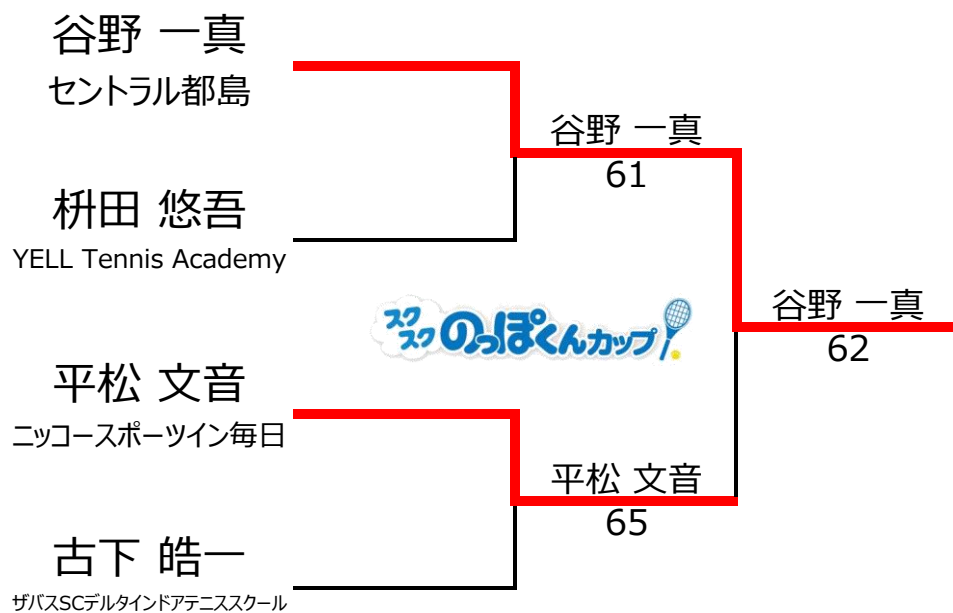 谷野 一真
セントラル都島
谷野 一真
61
枡田 悠吾
YELL Tennis Academy
谷野 一真
62
スクスク のっぽくんカップ!
平松 文音
ニッコースポーツイン毎日
平松 文音
65
古下 皓一
ザバスSCデルタインドアテニススクール